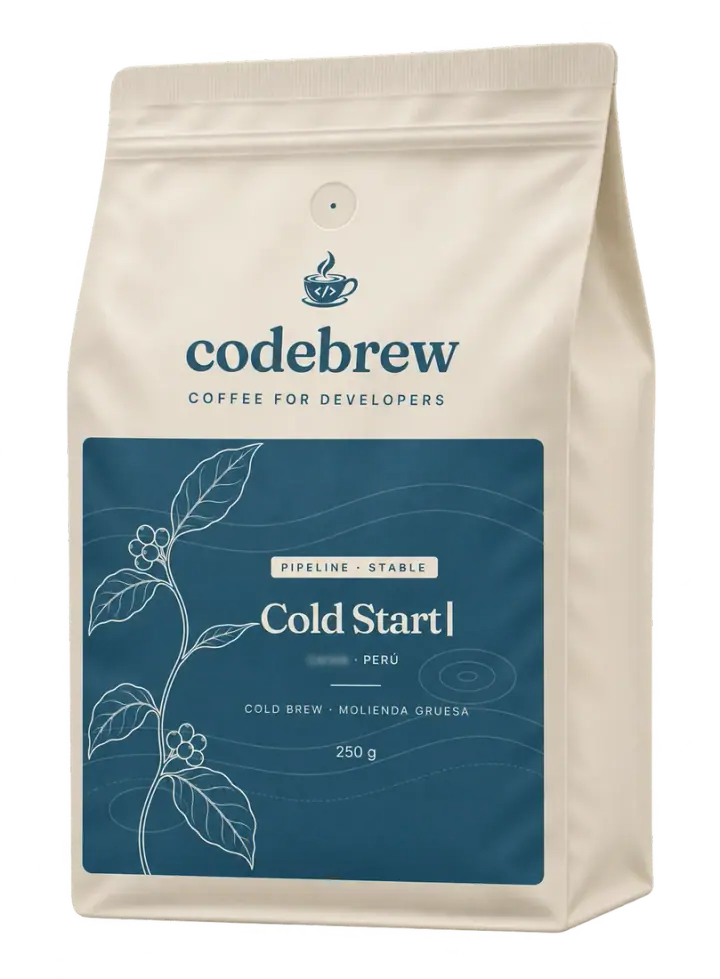 </>
codebrew
COFFEE FOR DEVELOPERS
PIPELINE · STABLE
Cold Start|
· PERÚ
COLD BREW · MOLIENDA GRUESA
250 g